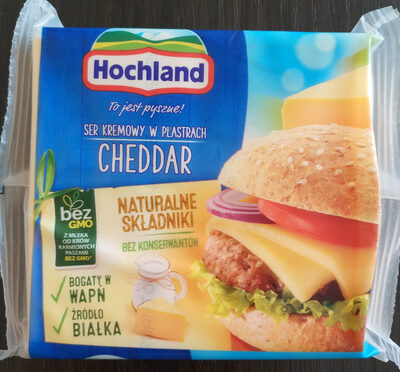 Hochland
To jest pyszne!
SER KREMOWY W PLASTRACH
CHEDDAR
bez
GMO
Z MLEKA
OD KRÓW
KARMIONYCH
PASZAMI
BEZ GMO*
NATURALNE
SKŁADNIKI
BEZ KONSERWANTÓW
BOGATY W
WAPŃ
ŹRÓDŁO
BIAŁKA